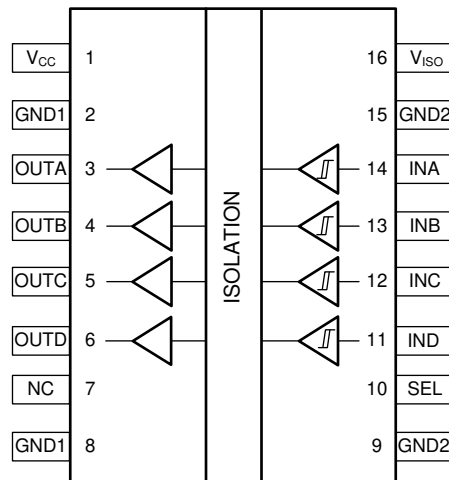 VCC 1 16 VISO
GND1 2 15 GND2
OUTA 3 14 INA
OUTB 4 13 INB
ISOLATION
OUTC 5 12 INC
OUTD 6 11 IND
NC 7 10 SEL
GND1 8 9 GND2